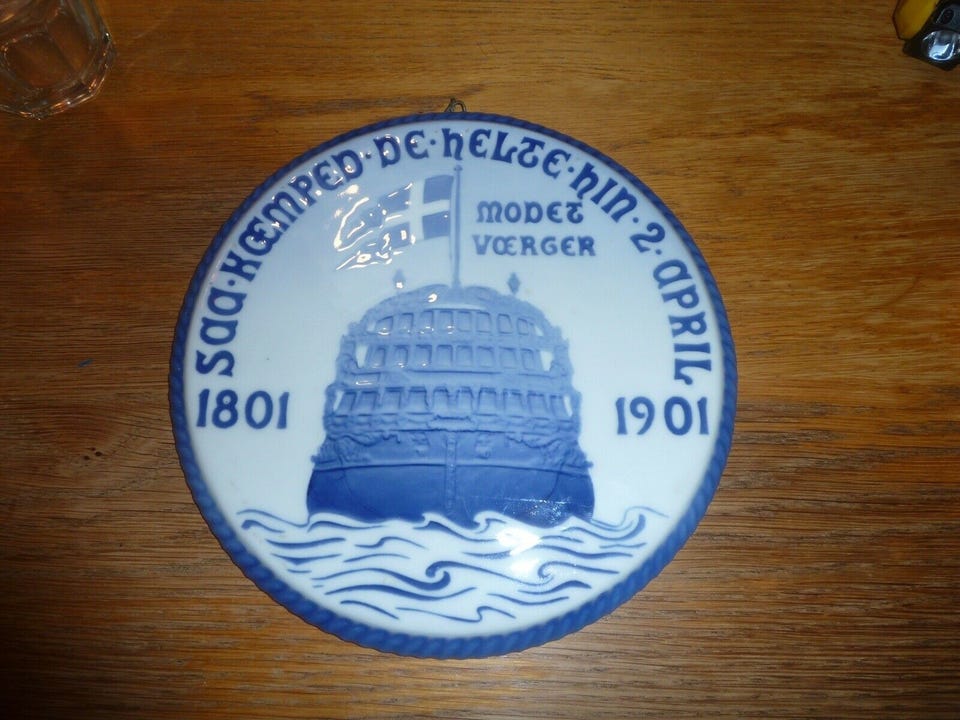 SAA·KÆMPED·DE·HELTE·HIN·2·APRIL
MODET
VÆRGER
1801
1901